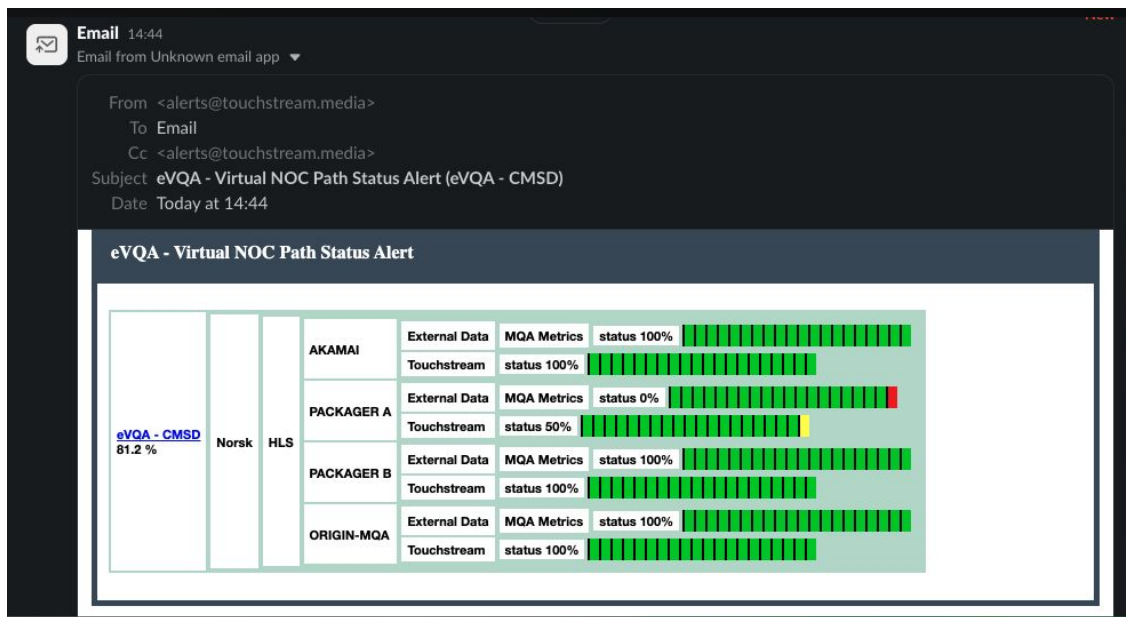 New
Email 14:44
Email from Unknown email app
From <alerts@touchstream.media>
To Email
Cc <alerts@touchstream.media>
Subject eVQA - Virtual NOC Path Status Alert (eVQA - CMSD)
Date Today at 14:44
eVQA - Virtual NOC Path Status Alert
eVQA - CMSD
81.2 %
Norsk
HLS
AKAMAI
External Data MQA Metrics status 100%
Touchstream status 100%
PACKAGER A
External Data MQA Metrics status 0%
Touchstream status 50%
PACKAGER B
External Data MQA Metrics status 100%
Touchstream status 100%
ORIGIN-MQA
External Data MQA Metrics status 100%
Touchstream status 100%